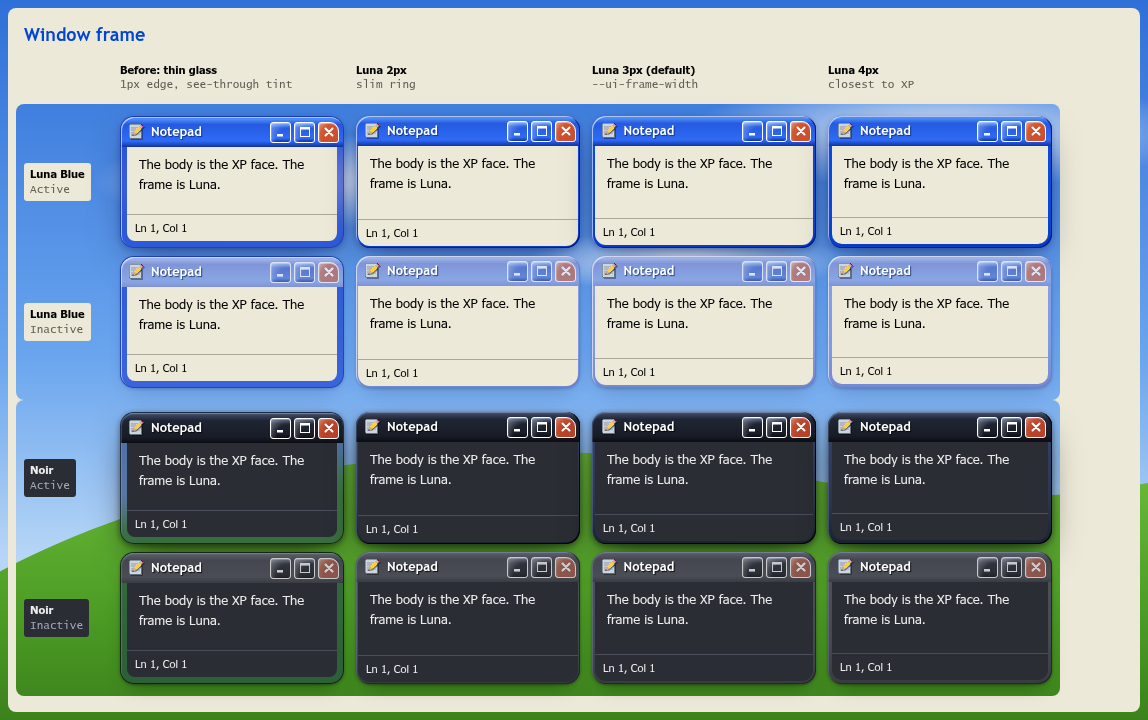 Window frame
Before: thin glass
1px edge, see-through tint
Luna 2px
slim ring
Luna 3px (default)
--ui-frame-width
Luna 4px
closest to XP
Luna Blue
Active
Notepad
The body is the XP face. The
frame is Luna.
Ln 1, Col 1
Notepad
The body is the XP face. The
frame is Luna.
Ln 1, Col 1
Notepad
The body is the XP face. The
frame is Luna.
Ln 1, Col 1
Notepad
The body is the XP face. The
frame is Luna.
Ln 1, Col 1
Luna Blue
Inactive
Notepad
The body is the XP face. The
frame is Luna.
Ln 1, Col 1
Notepad
The body is the XP face. The
frame is Luna.
Ln 1, Col 1
Notepad
The body is the XP face. The
frame is Luna.
Ln 1, Col 1
Notepad
The body is the XP face. The
frame is Luna.
Ln 1, Col 1
Noir
Active
Notepad
The body is the XP face. The
frame is Luna.
Ln 1, Col 1
Notepad
The body is the XP face. The
frame is Luna.
Ln 1, Col 1
Notepad
The body is the XP face. The
frame is Luna.
Ln 1, Col 1
Notepad
The body is the XP face. The
frame is Luna.
Ln 1, Col 1
Noir
Inactive
Notepad
The body is the XP face. The
frame is Luna.
Ln 1, Col 1
Notepad
The body is the XP face. The
frame is Luna.
Ln 1, Col 1
Notepad
The body is the XP face. The
frame is Luna.
Ln 1, Col 1
Notepad
The body is the XP face. The
frame is Luna.
Ln 1, Col 1